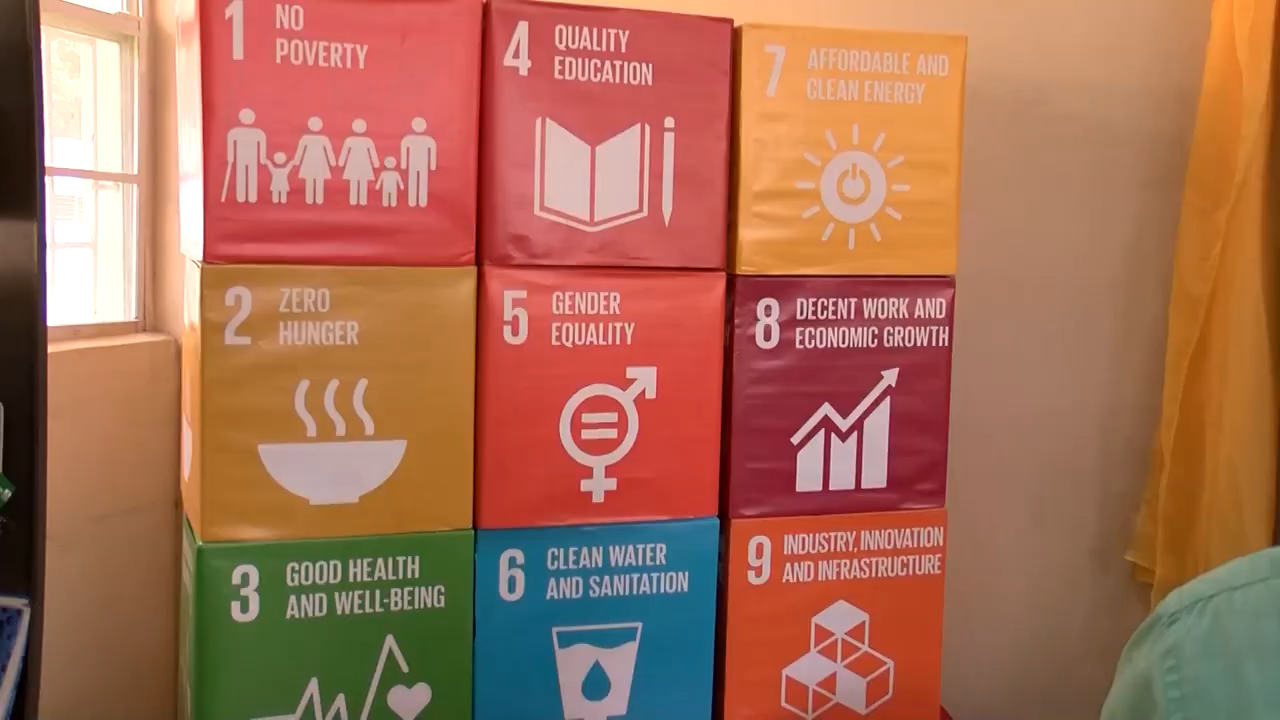 1 NO
POVERTY
4 QUALITY
EDUCATION
7 AFFORDABLE AND
CLEAN ENERGY
2 ZERO
HUNGER
5 GENDER
EQUALITY
8 DECENT WORK AND
ECONOMIC GROWTH
3 GOOD HEALTH
AND WELL-BEING
6 CLEAN WATER
AND SANITATION
9 INDUSTRY, INNOVATION
AND INFRASTRUCTURE